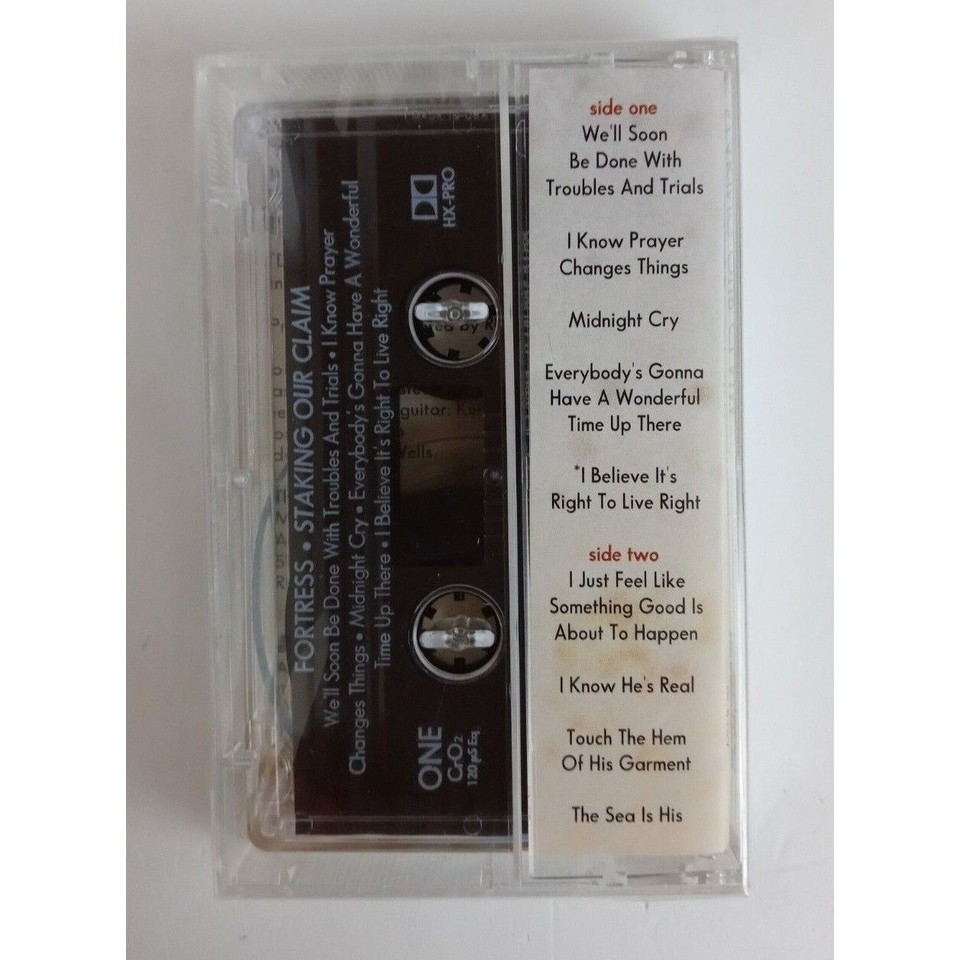 side one
We'll Soon
Be Done With
Troubles And Trials
I Know Prayer
Changes Things
Midnight Cry
Everybody's Gonna
Have A Wonderful
Time Up There
*I Believe It's
Right To Live Right
side two
I Just Feel Like
Something Good Is
About To Happen
I Know He's Real
Touch The Hem
Of His Garment
The Sea Is His
FORTRESS • STAKING OUR CLAIM
We'll Soon Be Done With Troubles And Trials • I Know Prayer
Changes Things • Midnight Cry • Everybody's Gonna Have A Wonderful
Time Up There • I Believe It's Right To Live Right
HX-PRO
ONE
CrO2
120 µS Eq.
guitar:
Wells